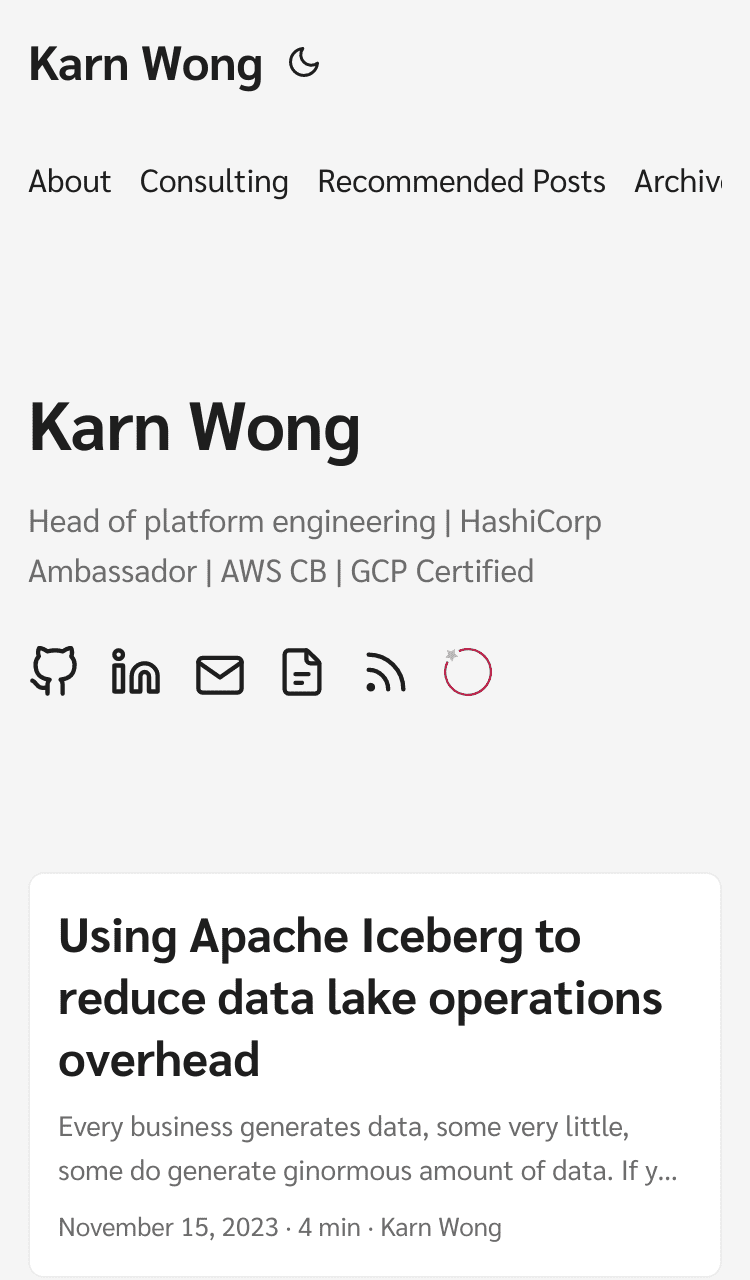 Karn Wong
About Consulting Recommended Posts Archiv
Karn Wong
Head of platform engineering | HashiCorp
Ambassador | AWS CB | GCP Certified
Using Apache Iceberg to
reduce data lake operations
overhead
Every business generates data, some very little,
some do generate ginormous amount of data. If y...
November 15, 2023 · 4 min · Karn Wong